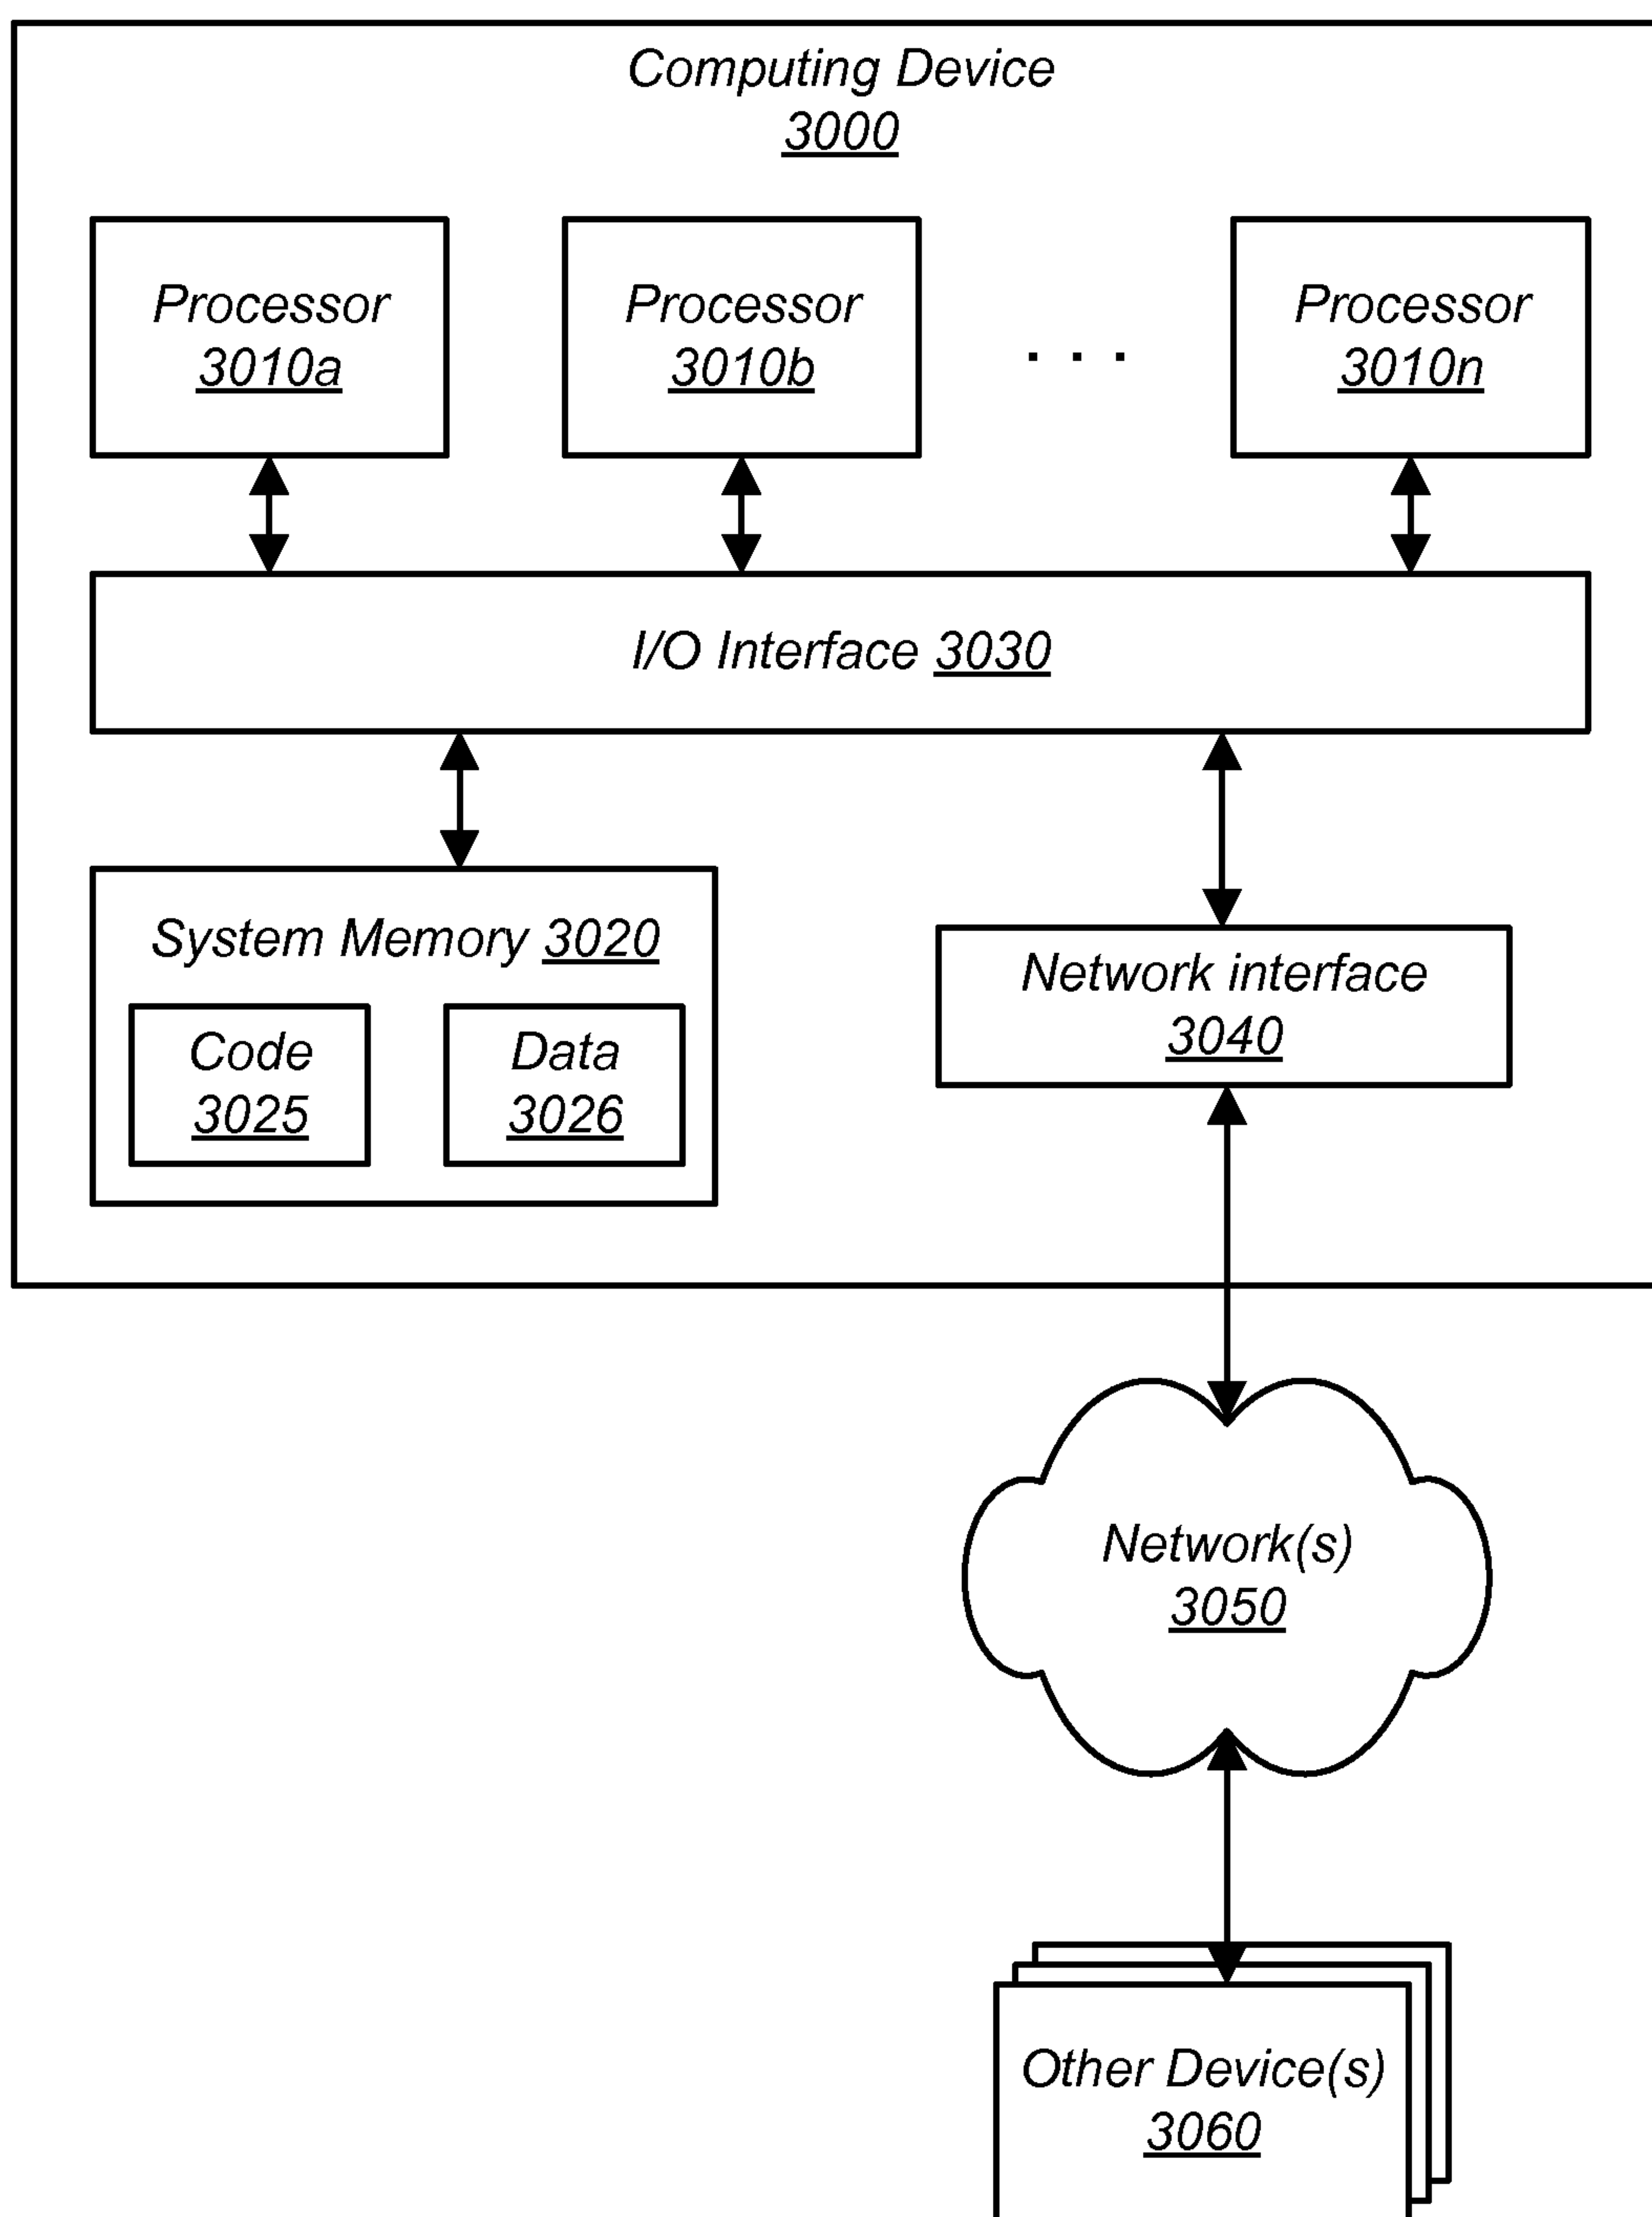 Computing Device
3000
Processor
3010a
Processor
3010b
. . .
Processor
3010n
I/O Interface 3030
System Memory 3020
Code
3025
Data
3026
Network interface
3040
Network(s)
3050
Other Device(s)
3060